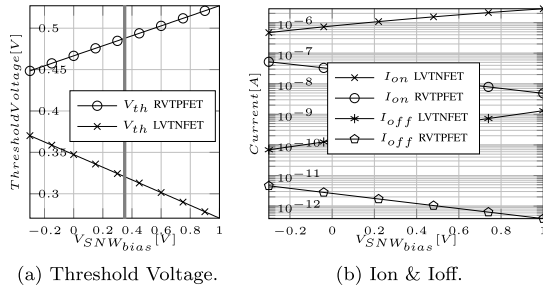 ThresholdVoltage[V]
0.5
0.45
0.4
0.35
0.3
V_th RVTPFET
V_th LVTNFET
−0.2 0 0.2 0.4 0.6 0.8 1
V_SNW_bias [V]
(a) Threshold Voltage.
Current[A]
10^−6
10^−7
10^−8
10^−9
10^−10
10^−11
10^−12
I_on LVTNFET
I_on RVTPFET
I_off LVTNFET
I_off RVTPFET
−0.2 0 0.2 0.4 0.6 0.8 1
V_SNW_bias [V]
(b) Ion & Ioff.